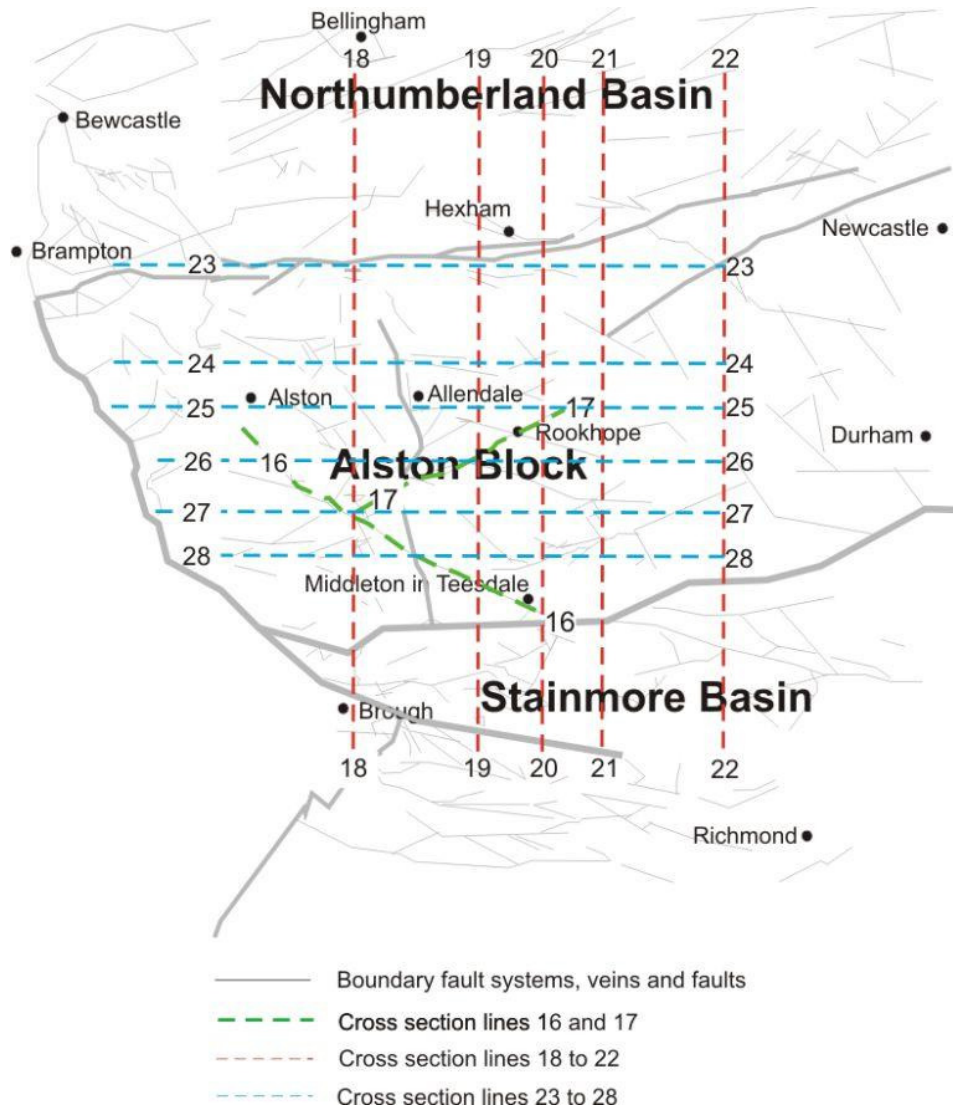 Bellingham
18
19
20
21
22
Northumberland Basin
Bewcastle
Hexham
Newcastle
Brampton
23
23
24
24
Alston
Allendale
25
25
17
Rookhope
Durham
26
16
Alston Block
26
17
27
27
28
28
Middleton in Teesdale
16
Stainmore Basin
Brough
18
19
20
21
22
Richmond
Boundary fault systems, veins and faults
Cross section lines 16 and 17
Cross section lines 18 to 22
Cross section lines 23 to 28